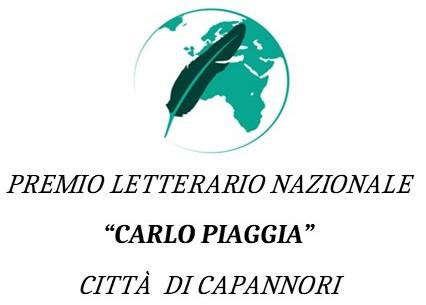 PREMIO LETTERARIO NAZIONALE
“CARLO PIAGGIA”
CITTÀ DI CAPANNORI